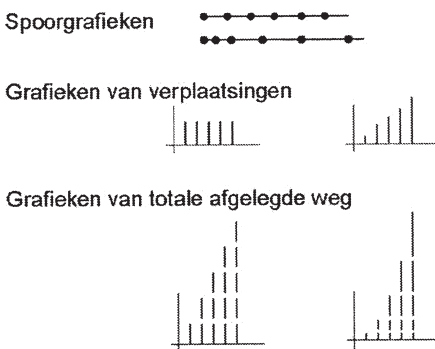 Spoorgrafieken
Grafieken van verplaatsingen
Grafieken van totale afgelegde weg